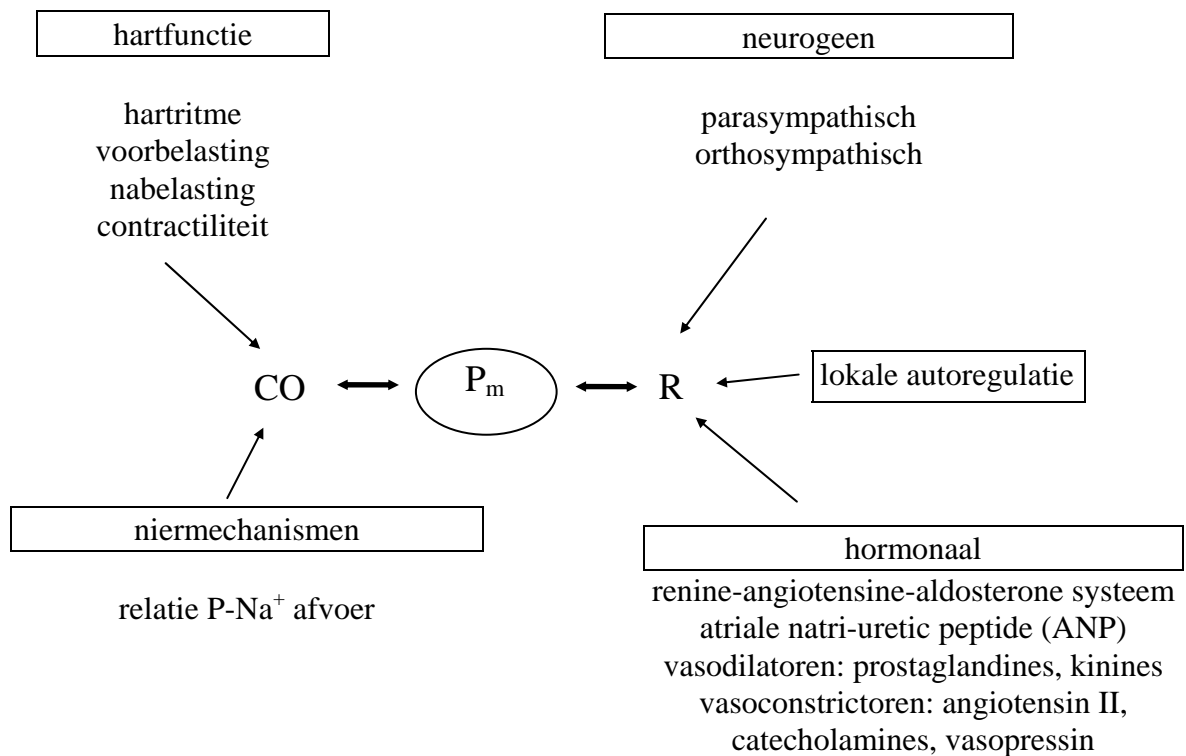 hartfunctie
hartritme
voorbelasting
nabelasting
contractiliteit
neurogeen
parasympathisch
orthosympathisch
CO
Pm
R
lokale autoregulatie
niermechanismen
relatie P-Na⁺ afvoer
hormonaal
renine-angiotensine-aldosterone systeem
atriale natri-uretic peptide (ANP)
vasodilatoren: prostaglandines, kinines
vasoconstrictoren: angiotensin II,
catecholamines, vasopressin